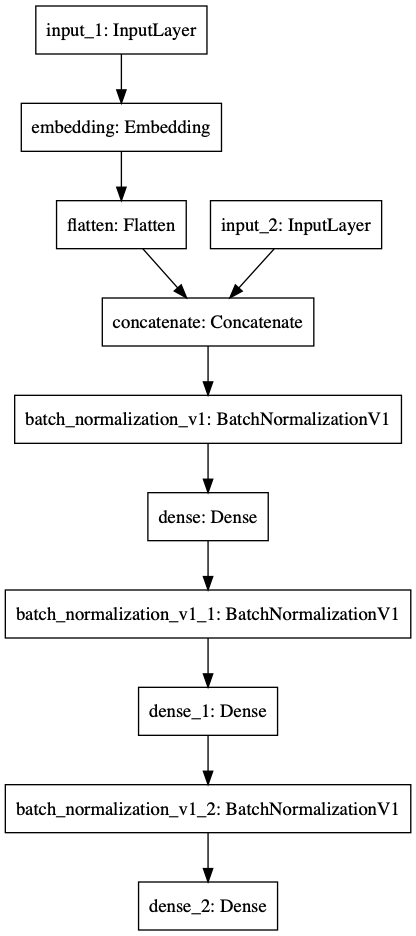 input_1: InputLayer
embedding: Embedding
flatten: Flatten
input_2: InputLayer
concatenate: Concatenate
batch_normalization_v1: BatchNormalizationV1
dense: Dense
batch_normalization_v1_1: BatchNormalizationV1
dense_1: Dense
batch_normalization_v1_2: BatchNormalizationV1
dense_2: Dense